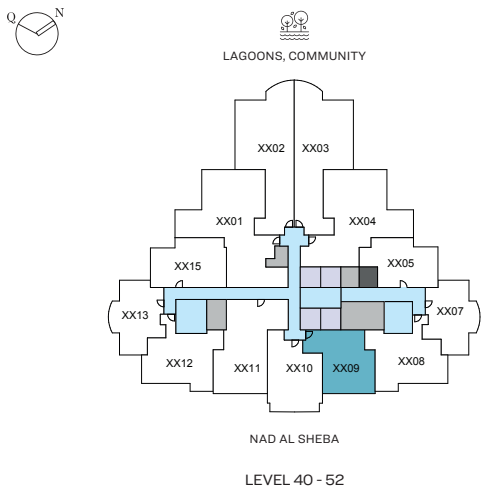 Q N
LAGOONS, COMMUNITY
XX02 XX03
XX01 XX04
XX15 XX05
XX13 XX07
XX12 XX11 XX10 XX09 XX08
NAD AL SHEBA
LEVEL 40 - 52